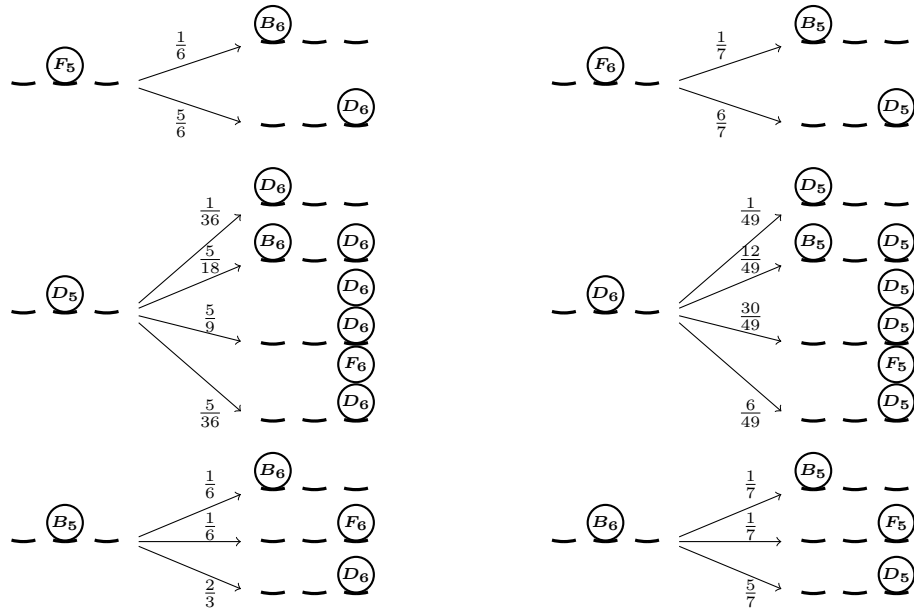 B₆ B₅
1/6 1/7
F₅ F₆
D₆ D₅
5/6 6/7
D₆ D₅
1/36 1/49
B₆ D₆ B₅ D₅
5/18 12/49
D₆ D₅
D₅ D₆
5/9 D₆ 30/49 D₅
F₆ F₅
D₆ D₅
5/36 6/49
B₆ B₅
1/6 1/7
B₅ 1/6 F₆ B₆ 1/7 F₅
D₆ D₅
2/3 5/7